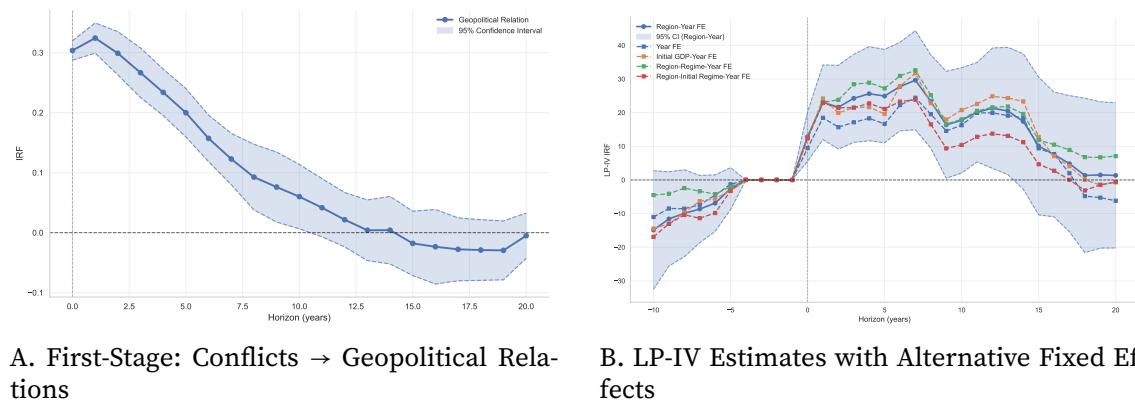 Geopolitical Relation
95% Confidence Interval
0.3
0.2
0.1
0.0
−0.1
IRF
0.0 2.5 5.0 7.5 10.0 12.5 15.0 17.5 20.0
Horizon (years)
A. First-Stage: Conflicts → Geopolitical Rela-
tions
Region-Year FE
95% CI (Region-Year)
Year FE
Initial GDP-Year FE
Region-Regime-Year FE
Region-Initial Regime-Year FE
40
30
20
10
0
−10
−20
−30
LP-IV IRF
−10 −5 0 5 10 15 20
Horizon (years)
B. LP-IV Estimates with Alternative Fixed Ef
fects